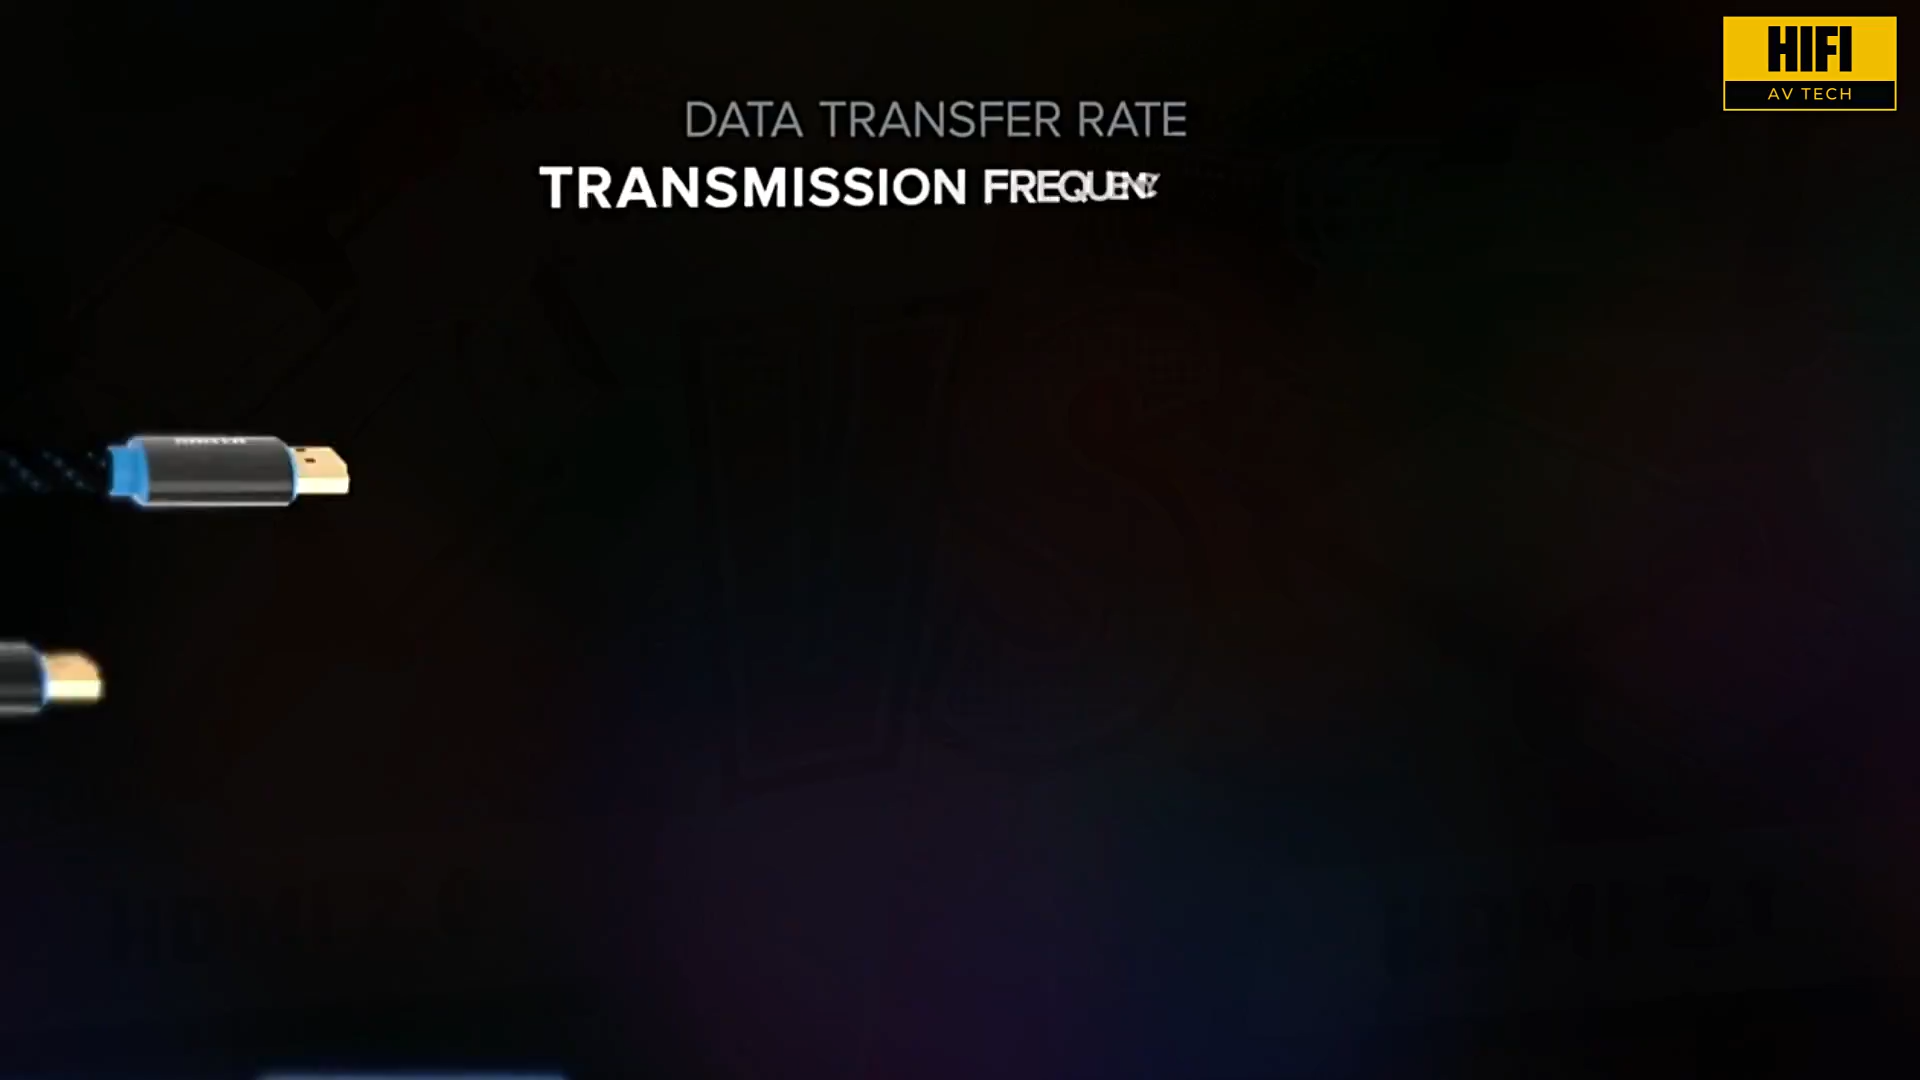 HIFI
AV TECH
DATA TRANSFER RATE
TRANSMISSION